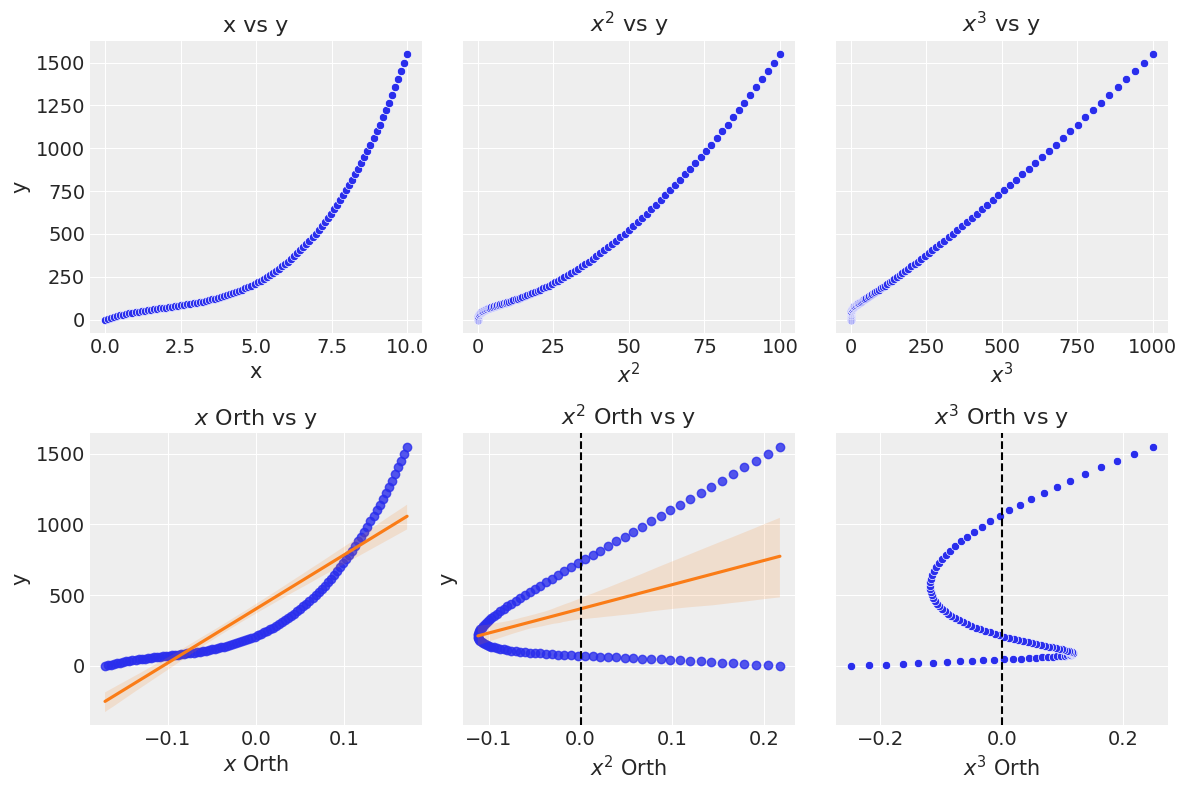 x vs y
x² vs y
x³ vs y
1500
1250
1000
750
500
250
0
y
0.0 2.5 5.0 7.5 10.0
0 25 50 75 100
0 250 500 750 1000
x
x²
x³
x Orth vs y
x² Orth vs y
x³ Orth vs y
1500
1000
500
0
y
y
−0.1 0.0 0.1
−0.1 0.0 0.1 0.2
−0.2 0.0 0.2
x Orth
x² Orth
x³ Orth